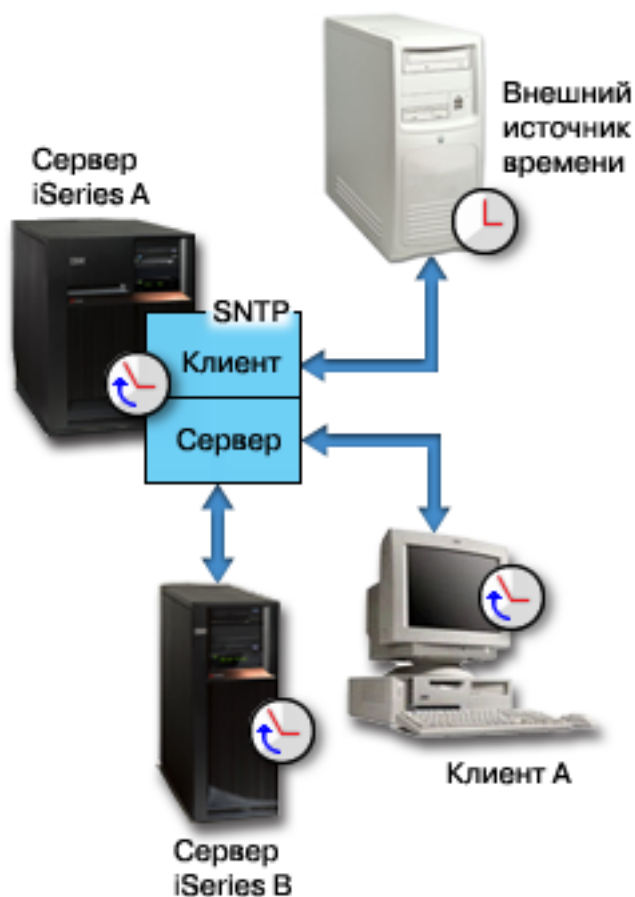 Внешний
источник
времени
Сервер
iSeries A
SNTP
Клиент
Сервер
Клиент A
Сервер
iSeries B